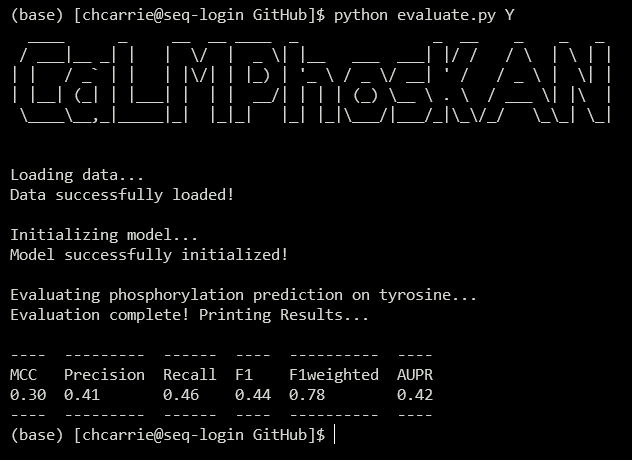 (base) [chcarrie@seq-login GitHub]$ python evaluate.py Y
CaLMPhosKAN
Loading data...
Data successfully loaded!
Initializing model...
Model successfully initialized!
Evaluating phosphorylation prediction on tyrosine...
Evaluation complete! Printing Results...
---- --------- ------ ---- ---------- ----
MCC Precision Recall F1 F1weighted AUPR
0.30 0.41 0.46 0.44 0.78 0.42
---- --------- ------ ---- ---------- ----
(base) [chcarrie@seq-login GitHub]$